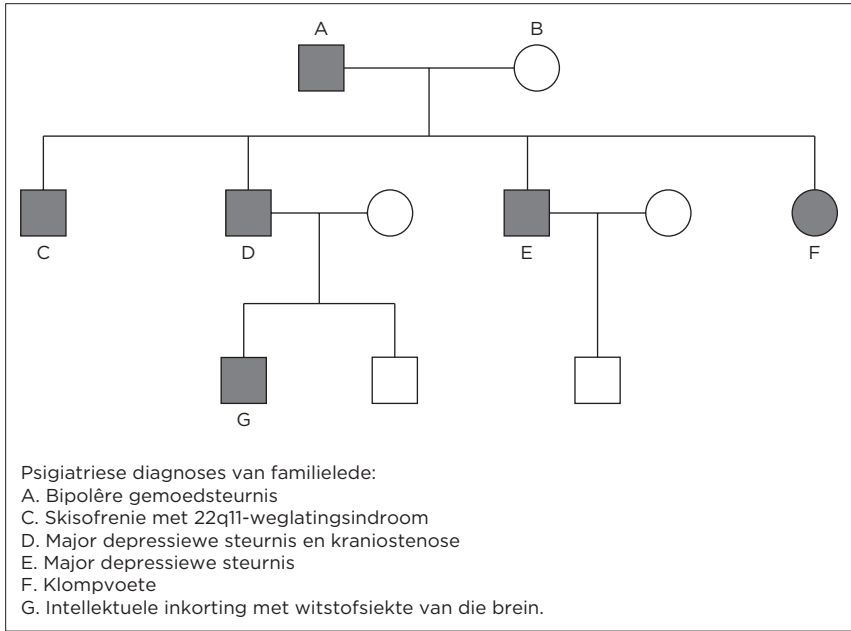 A B
C D E F
G
Psigiatriese diagnoses van familielede:
A. Bipolêre gemoedsteurnis
C. Skisofrenie met 22q11-weglatingsindroom
D. Major depressiewe steurnis en kraniostenose
E. Major depressiewe steurnis
F. Klompvoete
G. Intellektuele inkorting met witstofsiekte van die brein.